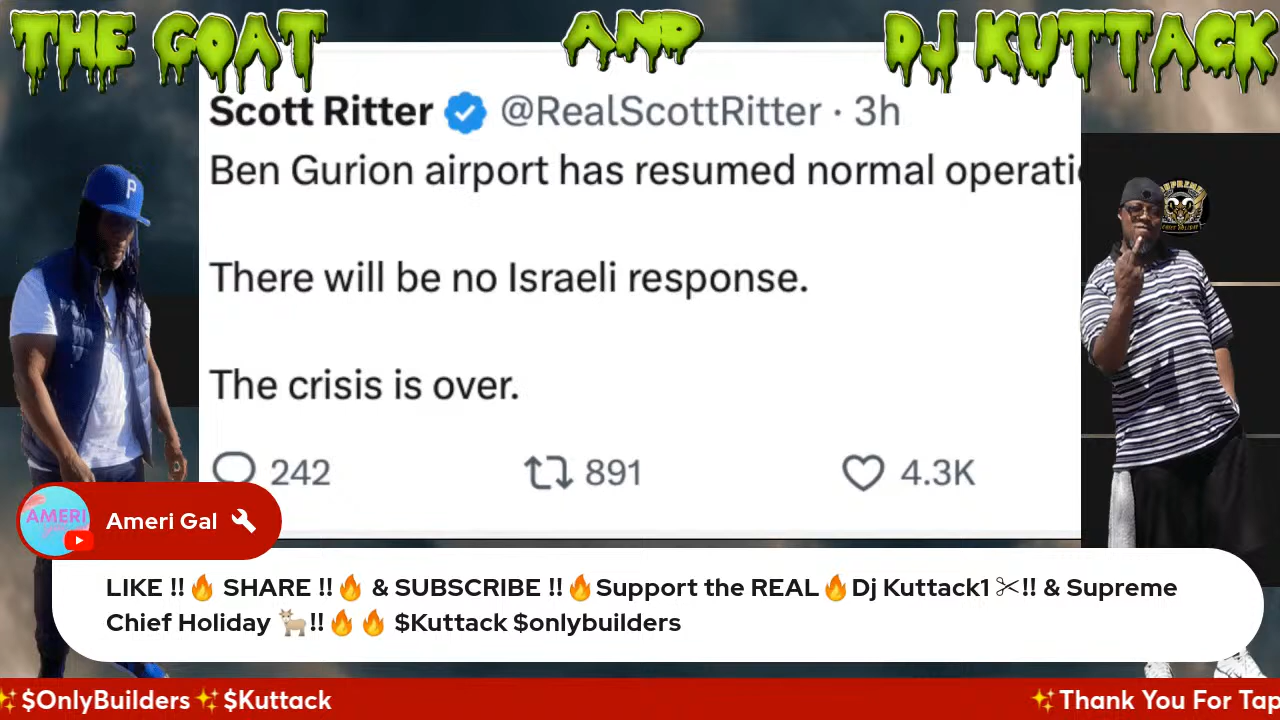 THE GOAT AND DJ KUTTACK
Scott Ritter @RealScottRitter · 3h
Ben Gurion airport has resumed normal operati
There will be no Israeli response.
The crisis is over.
242 891 4.3K
P
SUPREME
AMERI
Ameri Gal
LIKE !!🔥 SHARE !!🔥 & SUBSCRIBE !!🔥Support the REAL🔥Dj Kuttack1✂!! & Supreme
Chief Holiday 🐐!!🔥🔥 $Kuttack $onlybuilders
✨$OnlyBuilders✨$Kuttack ✨Thank You For Tap